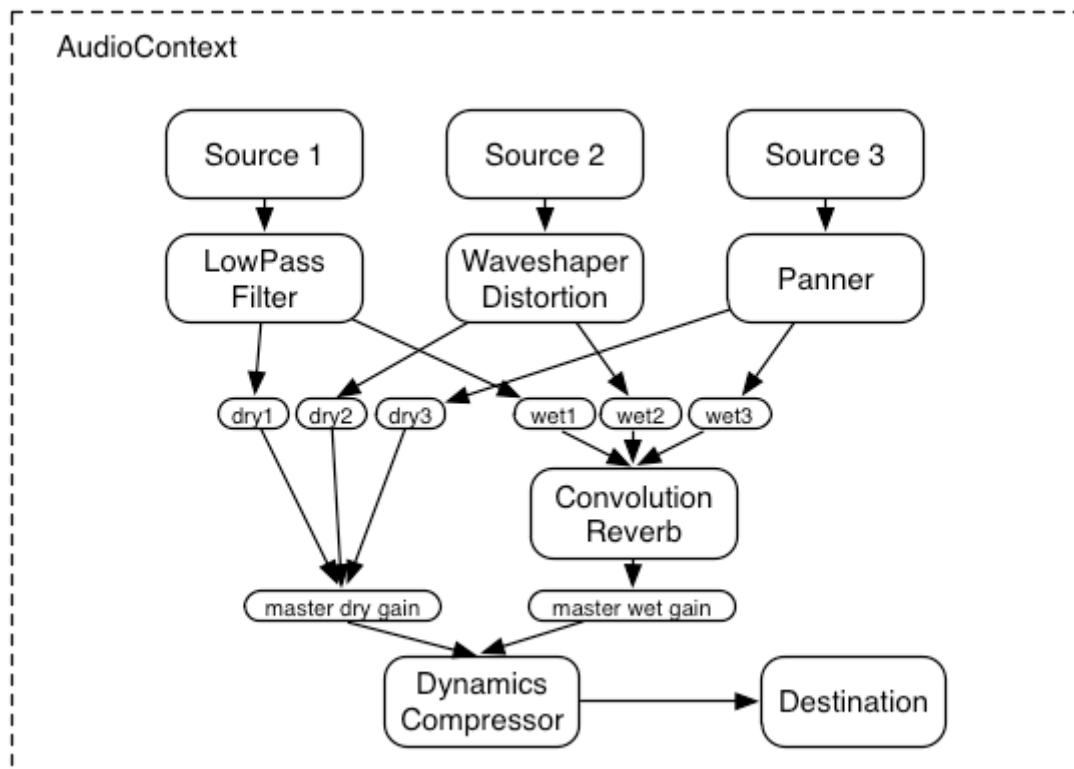 AudioContext
Source 1
Source 2
Source 3
LowPass
Filter
Waveshaper
Distortion
Panner
dry1
dry2
dry3
wet1
wet2
wet3
Convolution
Reverb
master dry gain
master wet gain
Dynamics
Compressor
Destination